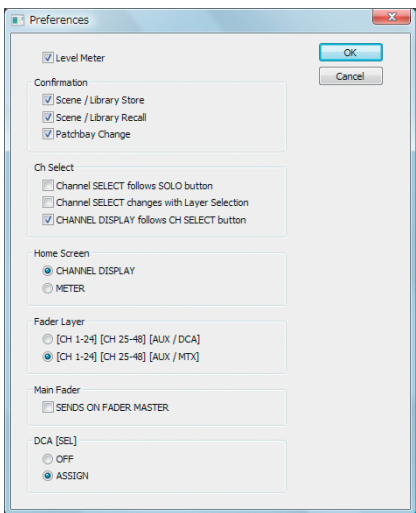 Preferences
Level Meter
OK
Cancel
Confirmation
Scene / Library Store
Scene / Library Recall
Patchbay Change
Ch Select
Channel SELECT follows SOLO button
Channel SELECT changes with Layer Selection
CHANNEL DISPLAY follows CH SELECT button
Home Screen
CHANNEL DISPLAY
METER
Fader Layer
[CH 1-24] [CH 25-48] [AUX / DCA]
[CH 1-24] [CH 25-48] [AUX / MTX]
Main Fader
SENDS ON FADER MASTER
DCA [SEL]
OFF
ASSIGN